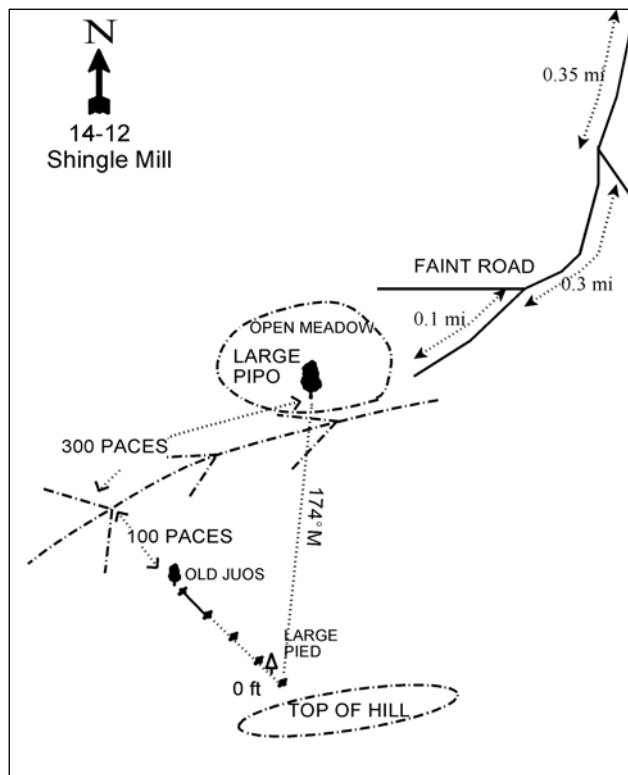 N
14-12
Shingle Mill
0.35 mi
FAINT ROAD
0.3 mi
0.1 mi
OPEN MEADOW
LARGE
PIPO
300 PACES
174°M
100 PACES
OLD JUOS
LARGE
PIED
0 ft
TOP OF HILL